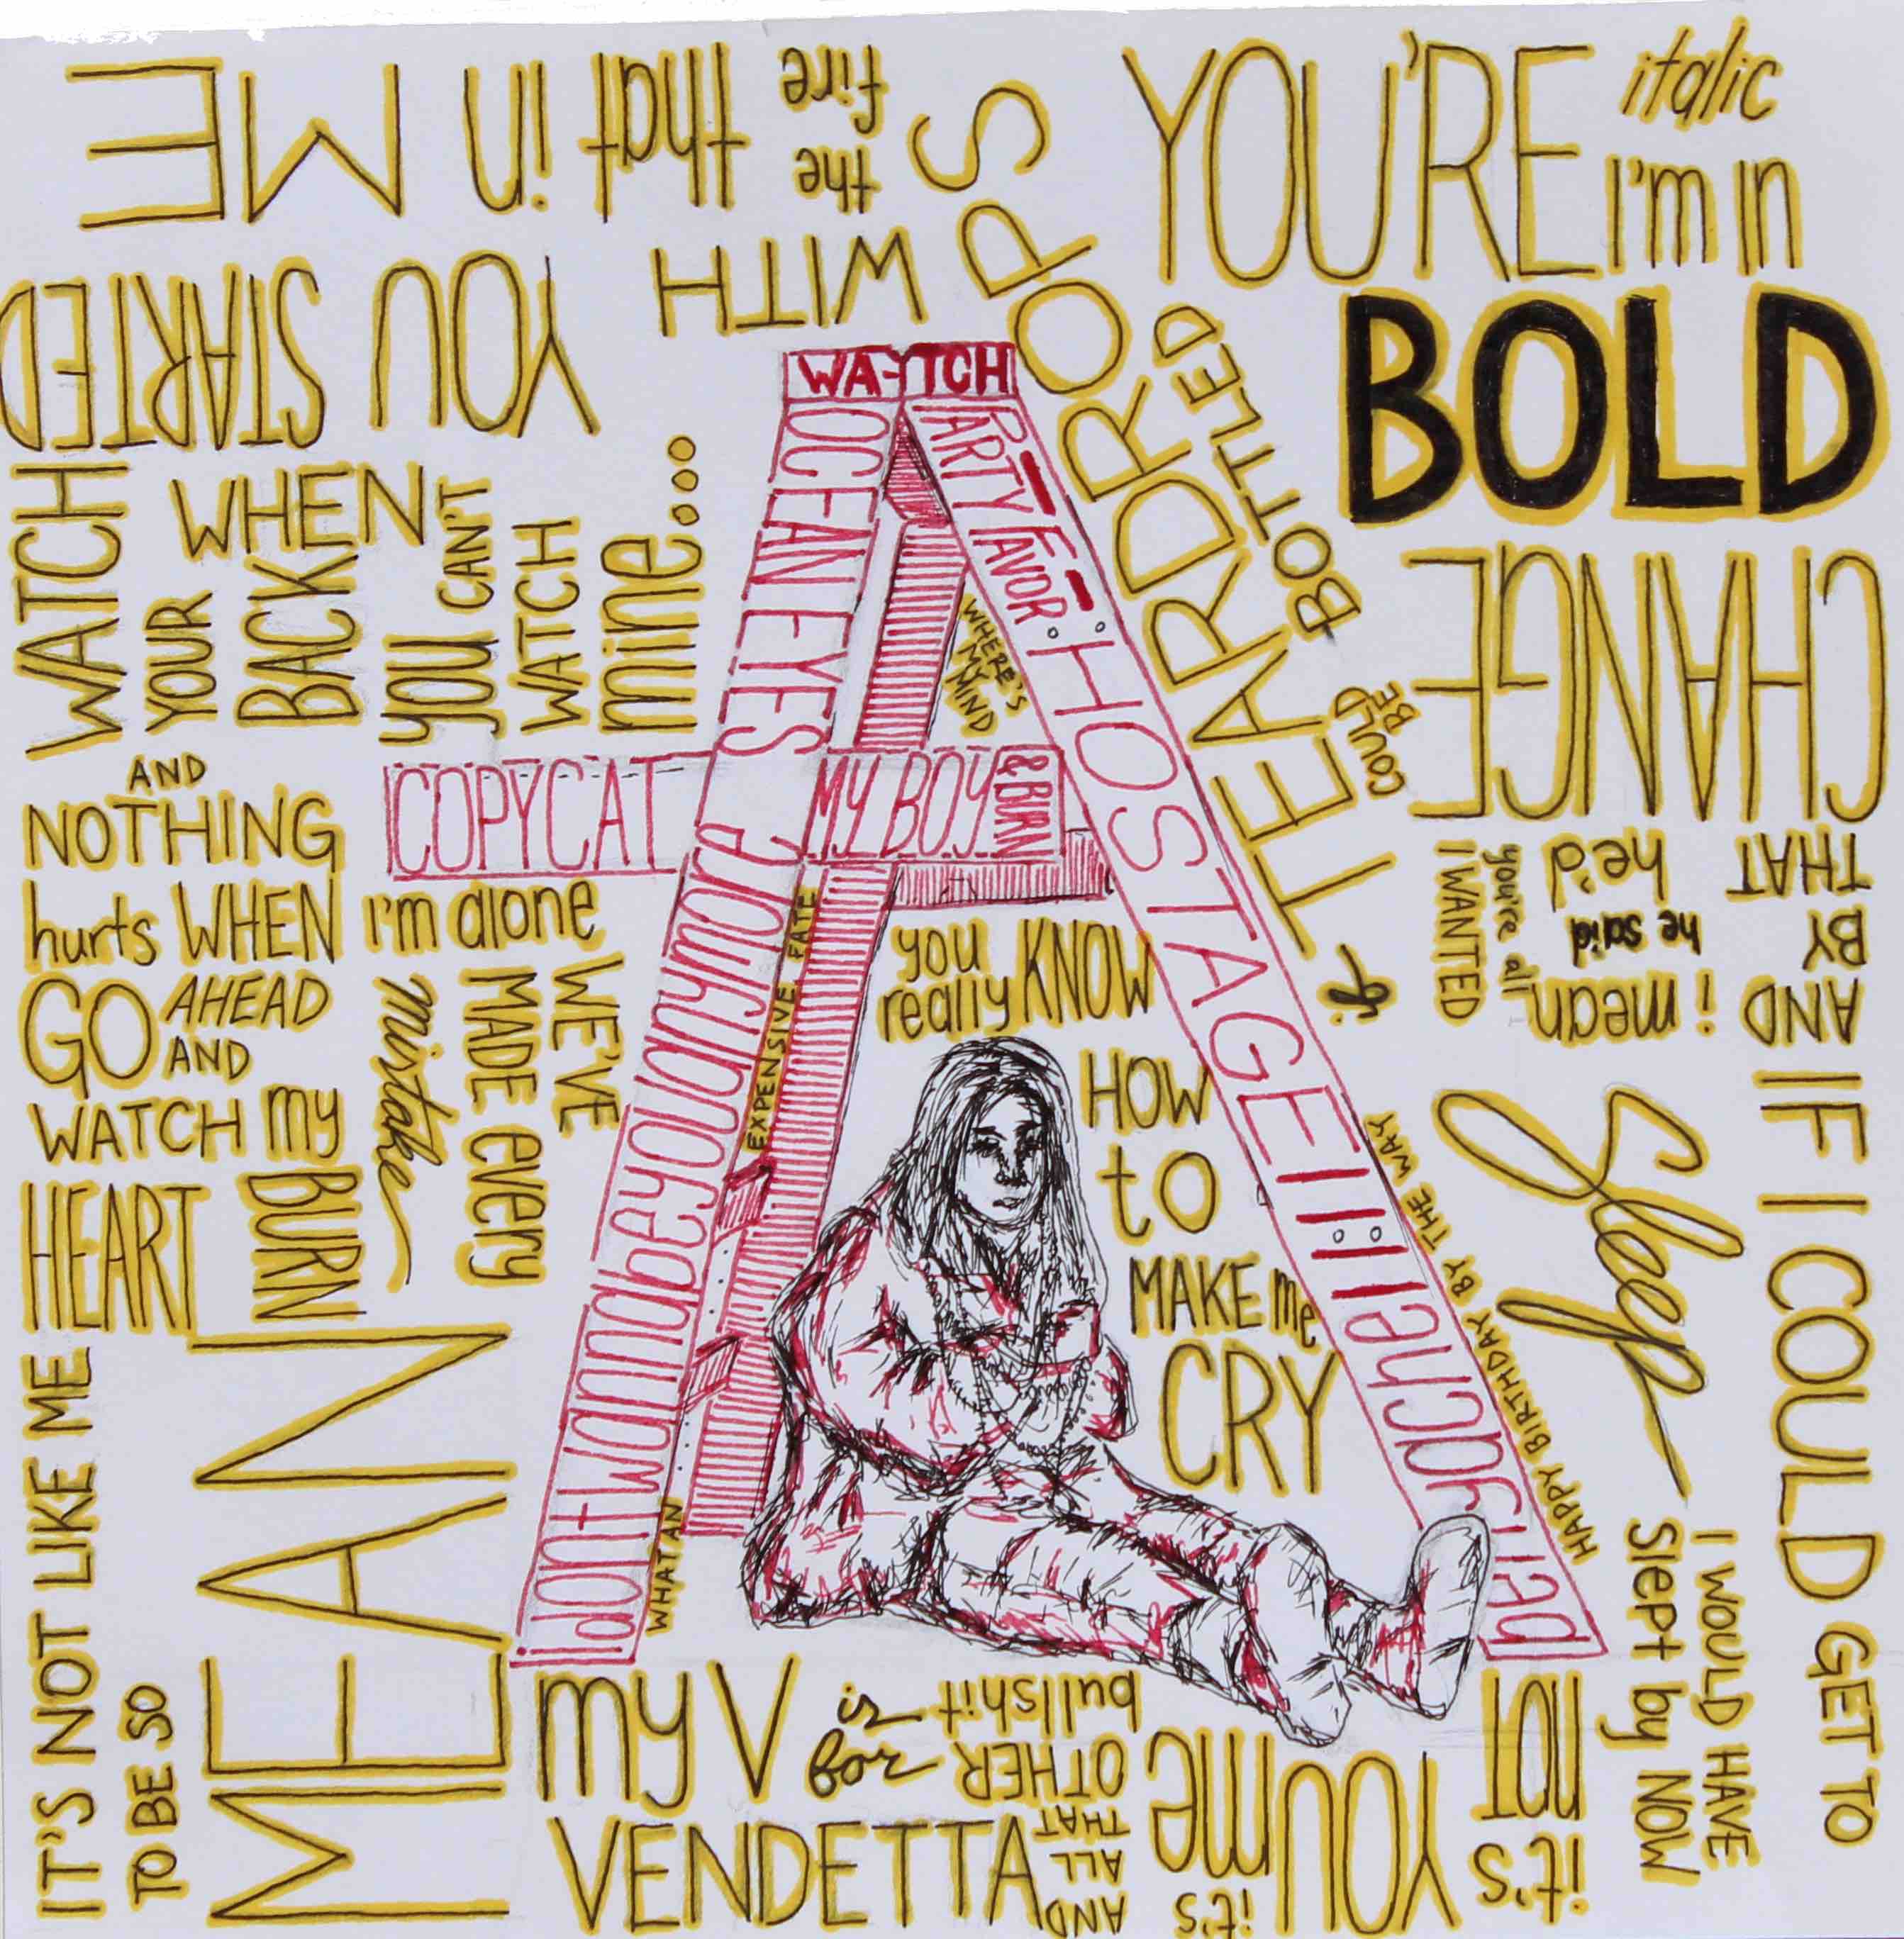 YOU'RE
italic
I'm in
BOLD
WATCH
YOUR
BACK
WHEN
YOU CAN'T
WATCH
mine....
COPYCAT
WA-TCH
OCEAN EYES
idontwannabeyouanymore
MY BOY
& BURN
PARTY FAVOR
HOSTAGE
bellyache
AND
NOTHING
hurts WHEN
I'm alone
WE'VE
MADE every
mistake
GO AHEAD
AND
WATCH my
HEART
BURN
WITH
the
fire
that
in ME
YOU STARTED
U!
TEARDROPS
if
COULD
BE
BOTTLED
WHERE'S
MY
MIND
WHAT AN
EXPENSIVE FATE
you
really KNOW
HOW
to
MAKE me
CRY
IT'S NOT LIKE ME
TO BE SO
MEAN
you're all
I WANTED
my V is
for
VENDETTA
AND
ALL
THAT
OTHER
bullshit
it's
not
YOU
it's
me
AND
BY
THAT
i mean
he said
he'd
CHANGE
HAPPY BIRTHDAY BY THE WAY
AND IF I COULD GET TO
Sleep
I WOULD HAVE
Slept by NOW